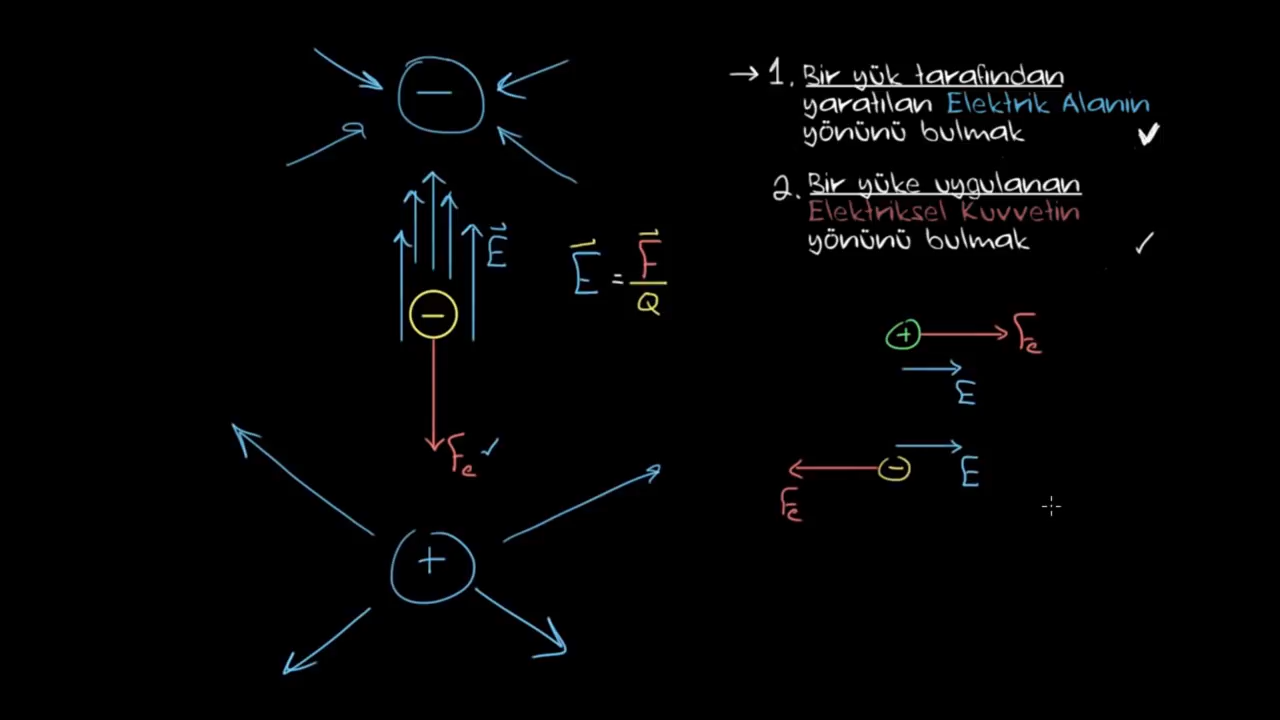 → 1. Bir yük tarafından
yaratılan Elektrik Alanın
yönünü bulmak ✓
2. Bir yüke uygulanan
Elektriksel Kuvvetin
yönünü bulmak ✓
−
E
E = F / Q
−
Fe ✓
+
+ Fe
E
E
−
Fe